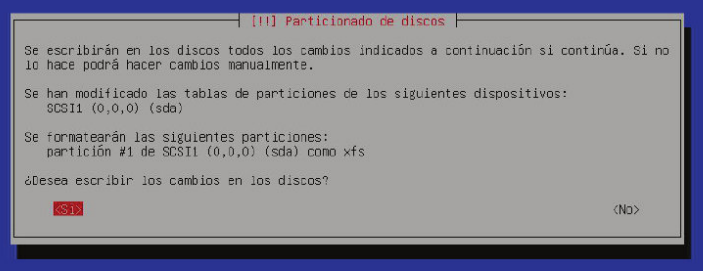 [!!] Particionado de discos
Se escribirán en los discos todos los cambios indicados a continuación si continúa. Si no
lo hace podrá hacer cambios manualmente.
Se han modificado las tablas de particiones de los siguientes dispositivos:
SCSI1 (0,0,0) (sda)
Se formatearán las siguientes particiones:
partición #1 de SCSI1 (0,0,0) (sda) como xfs
¿Desea escribir los cambios en los discos?
<Sí> <No>